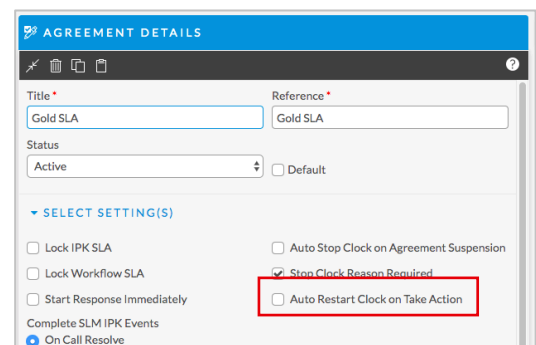 AGREEMENT DETAILS
?
Title * Reference *
Gold SLA Gold SLA
Status
Active Default
SELECT SETTING(S)
Lock IPK SLA Auto Stop Clock on Agreement Suspension
Lock Workflow SLA Stop Clock Reason Required
Start Response Immediately Auto Restart Clock on Take Action
Complete SLM IPK Events
On Call Resolve